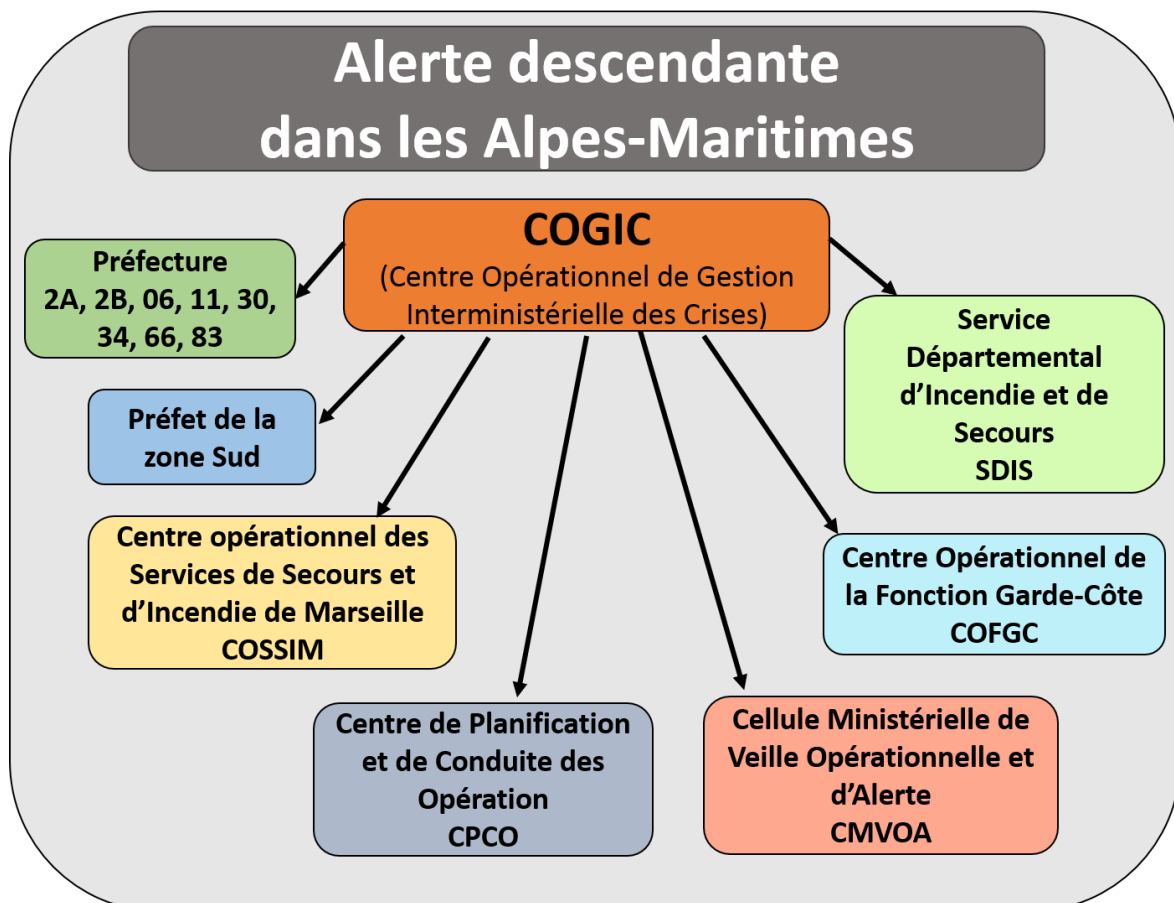 Alerte descendante
dans les Alpes-Maritimes
COGIC
(Centre Opérationnel de Gestion
Interministérielle des Crises)
Préfecture
2A, 2B, 06, 11, 30,
34, 66, 83
Préfet de la
zone Sud
Centre opérationnel des
Services de Secours et
d'Incendie de Marseille
COSSIM
Centre de Planification
et de Conduite des
Opération
CPCO
Cellule Ministérielle de
Veille Opérationnelle et
d'Alerte
CMVOA
Centre Opérationnel de
la Fonction Garde-Côte
COFGC
Service
Départemental
d'Incendie et de
Secours
SDIS